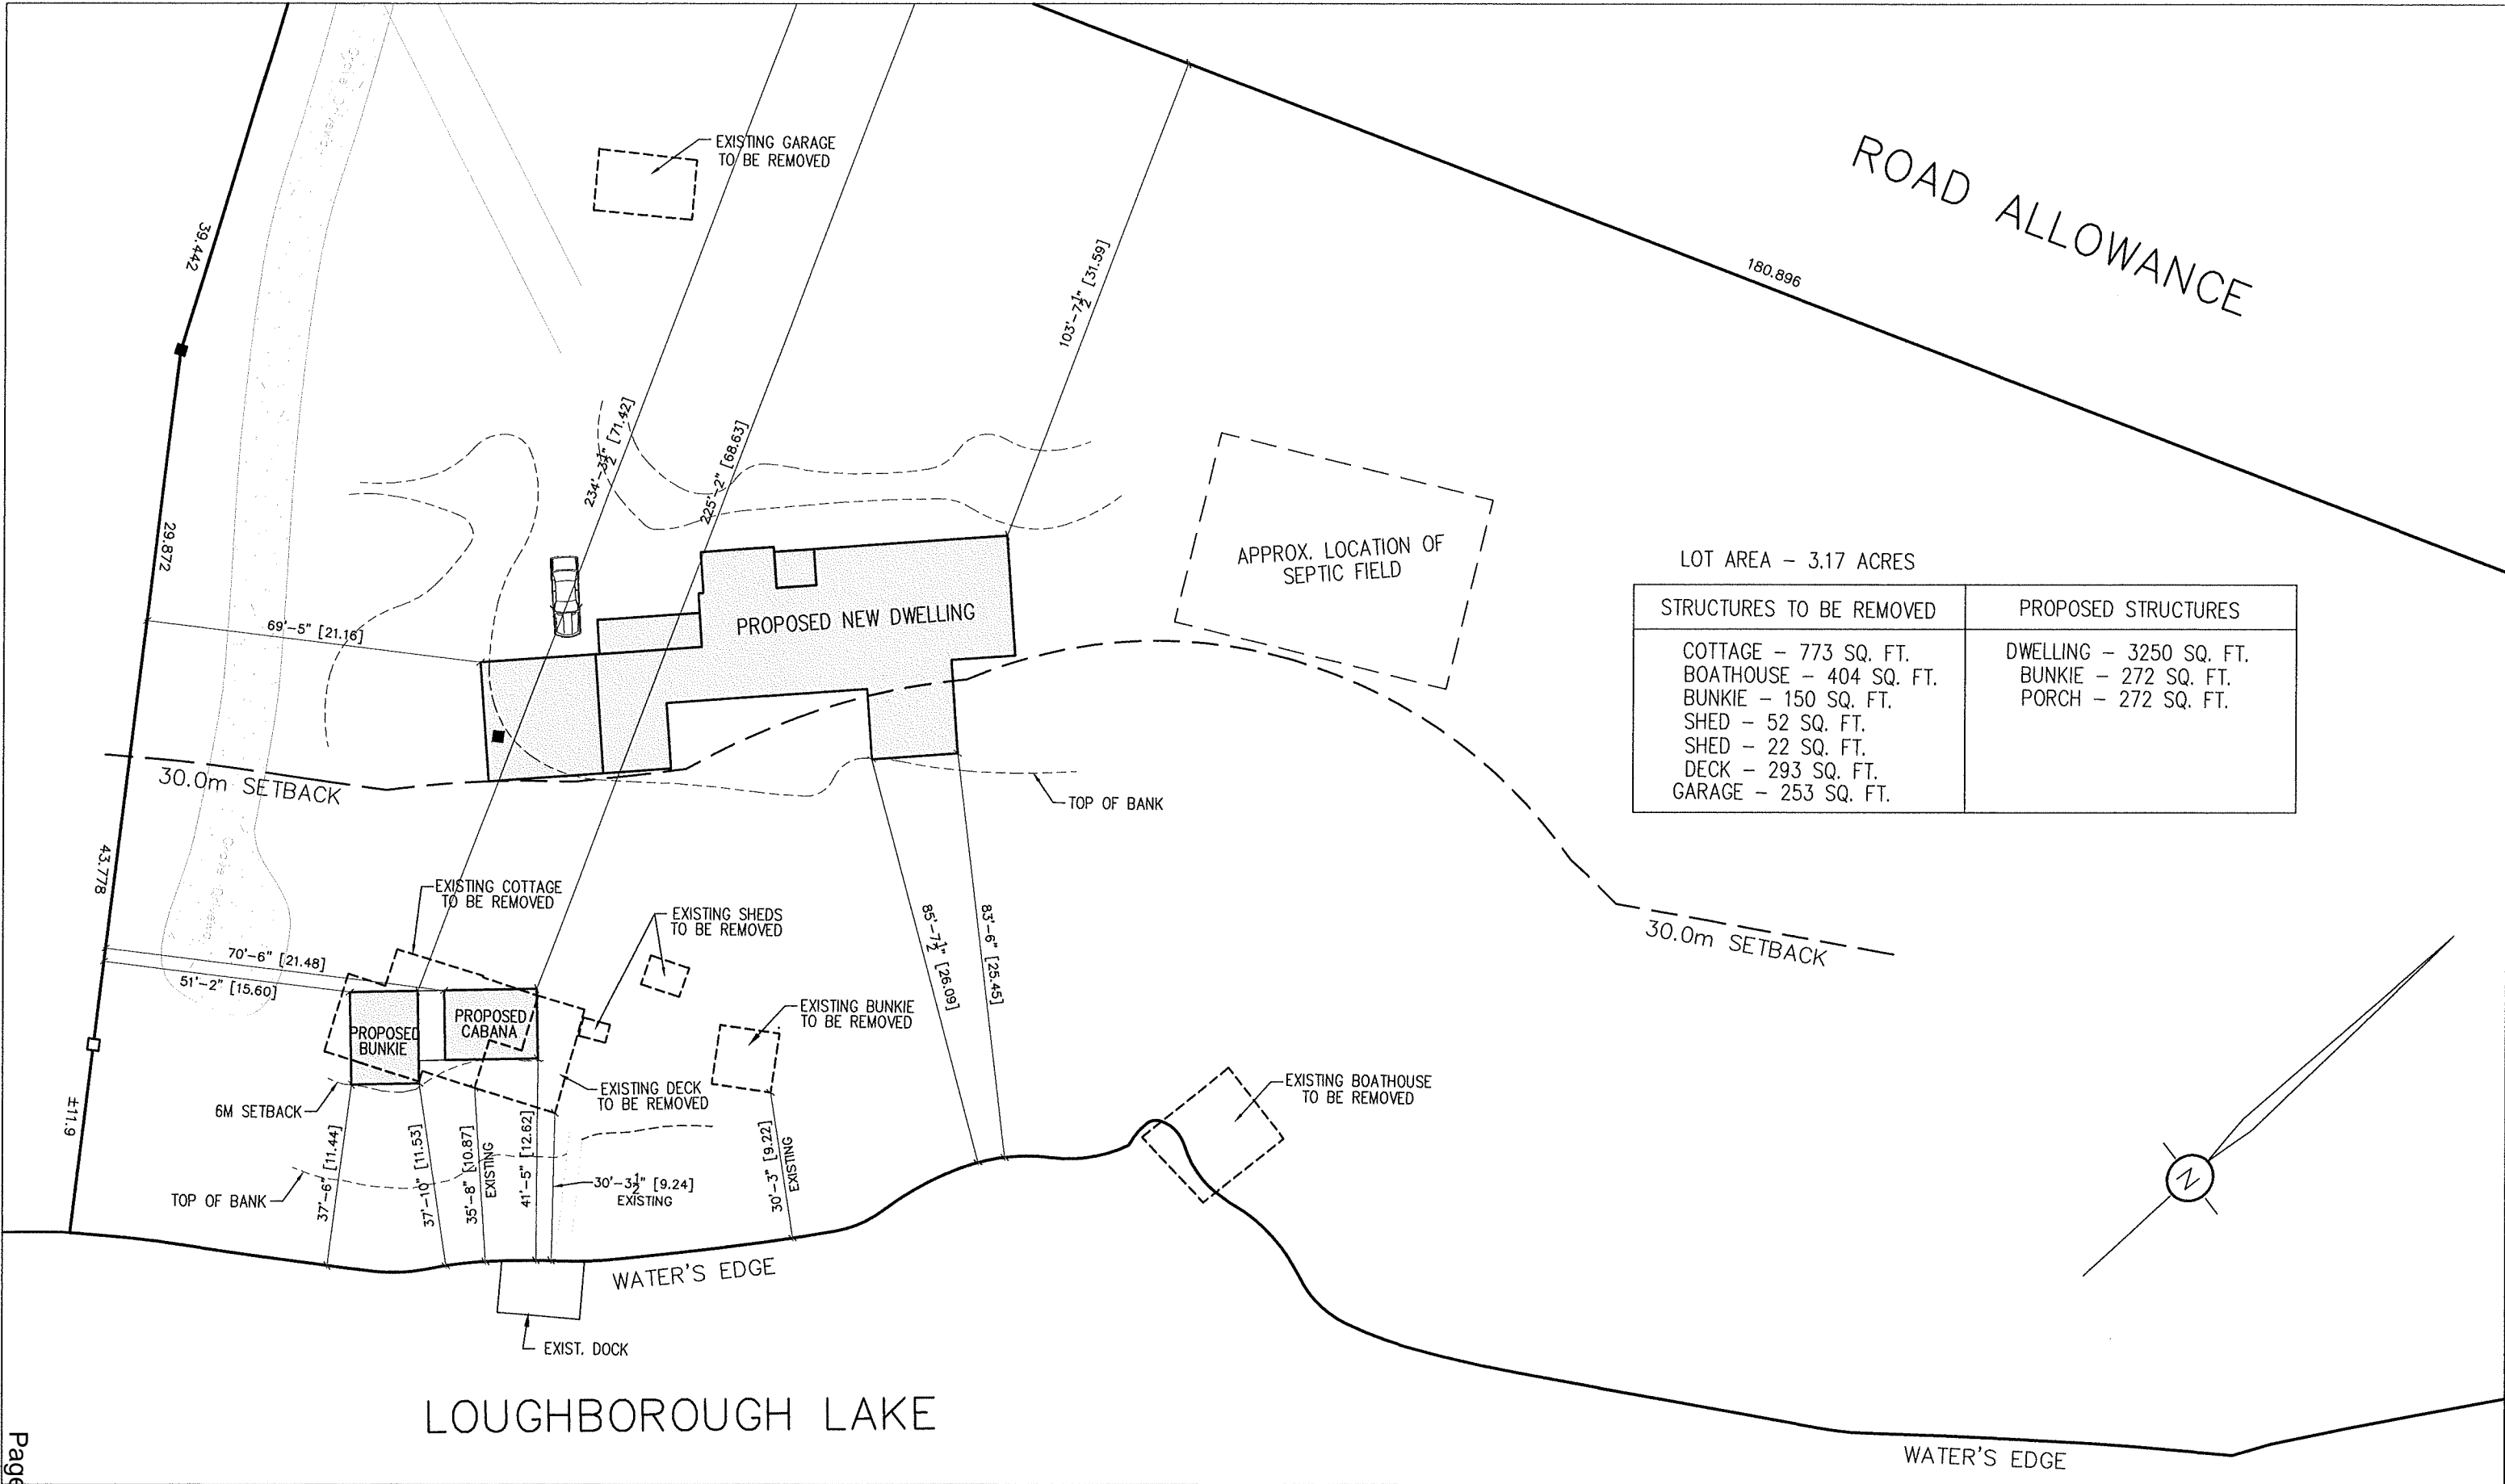 Gravel Driveway
EXISTING GARAGE
TO BE REMOVED
ROAD ALLOWANCE
180.896
39.442
103'-7½" [31.59]
234'-3½" [71.42]
225'-2" [68.63]
29.872
69'-5" [21.16]
PROPOSED NEW DWELLING
APPROX. LOCATION OF
SEPTIC FIELD
LOT AREA - 3.17 ACRES
STRUCTURES TO BE REMOVED
COTTAGE - 773 SQ. FT.
BOATHOUSE - 404 SQ. FT.
BUNKIE - 150 SQ. FT.
SHED - 52 SQ. FT.
SHED - 22 SQ. FT.
DECK - 293 SQ. FT.
GARAGE - 253 SQ. FT.
PROPOSED STRUCTURES
DWELLING - 3250 SQ. FT.
BUNKIE - 272 SQ. FT.
PORCH - 272 SQ. FT.
30.0m SETBACK
TOP OF BANK
43.778
EXISTING COTTAGE
TO BE REMOVED
EXISTING SHEDS
TO BE REMOVED
85'-7½" [26.09]
83'-6" [25.45]
30.0m SETBACK
70'-6" [21.48]
51'-2" [15.60]
PROPOSED
BUNKIE
PROPOSED
CABANA
EXISTING BUNKIE
TO BE REMOVED
EXISTING DECK
TO BE REMOVED
EXISTING BOATHOUSE
TO BE REMOVED
6M SETBACK
±11.9
37'-6" [11.44]
37'-10" [11.53]
35'-8" [10.87]
EXISTING
41'-5" [12.62]
30'-3½" [9.24]
EXISTING
30'-3" [9.22]
EXISTING
TOP OF BANK
N
WATER'S EDGE
EXIST. DOCK
LOUGHBOROUGH LAKE
WATER'S EDGE
Page